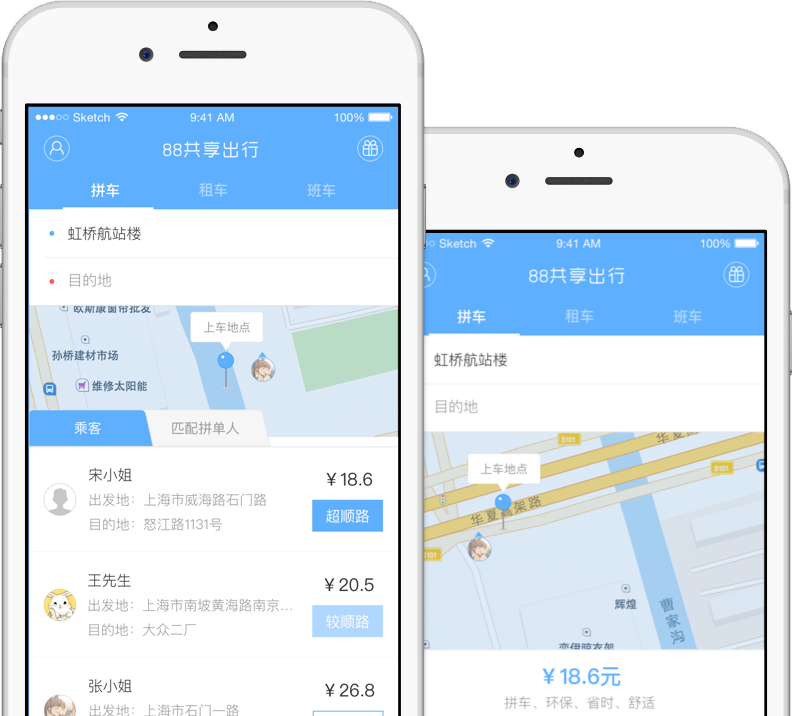 Sketch 9:41 AM 100%
88共享出行
拼车 租车 班车
虹桥航站楼
目的地
欧斯康窗帘批发
上车地点
孙桥建材市场
维修太阳能
乘客 匹配拼单人
宋小姐
¥18.6
出发地：上海市威海路石门路
目的地：怒江路1131号
超顺路
王先生
¥20.5
出发地：上海市南坡黄海路南京...
目的地：大众二厂
较顺路
张小姐
¥26.8
出发地：上海市石门一路
Sketch 9:41 AM 100%
88共享出行
拼车 租车 班车
虹桥航站楼
目的地
S101
华夏高
上车地点
S101
华夏高架路
S101
辉煌
曹家沟
恋伊晾衣架
¥18.6元
拼车、环保、省时、舒适